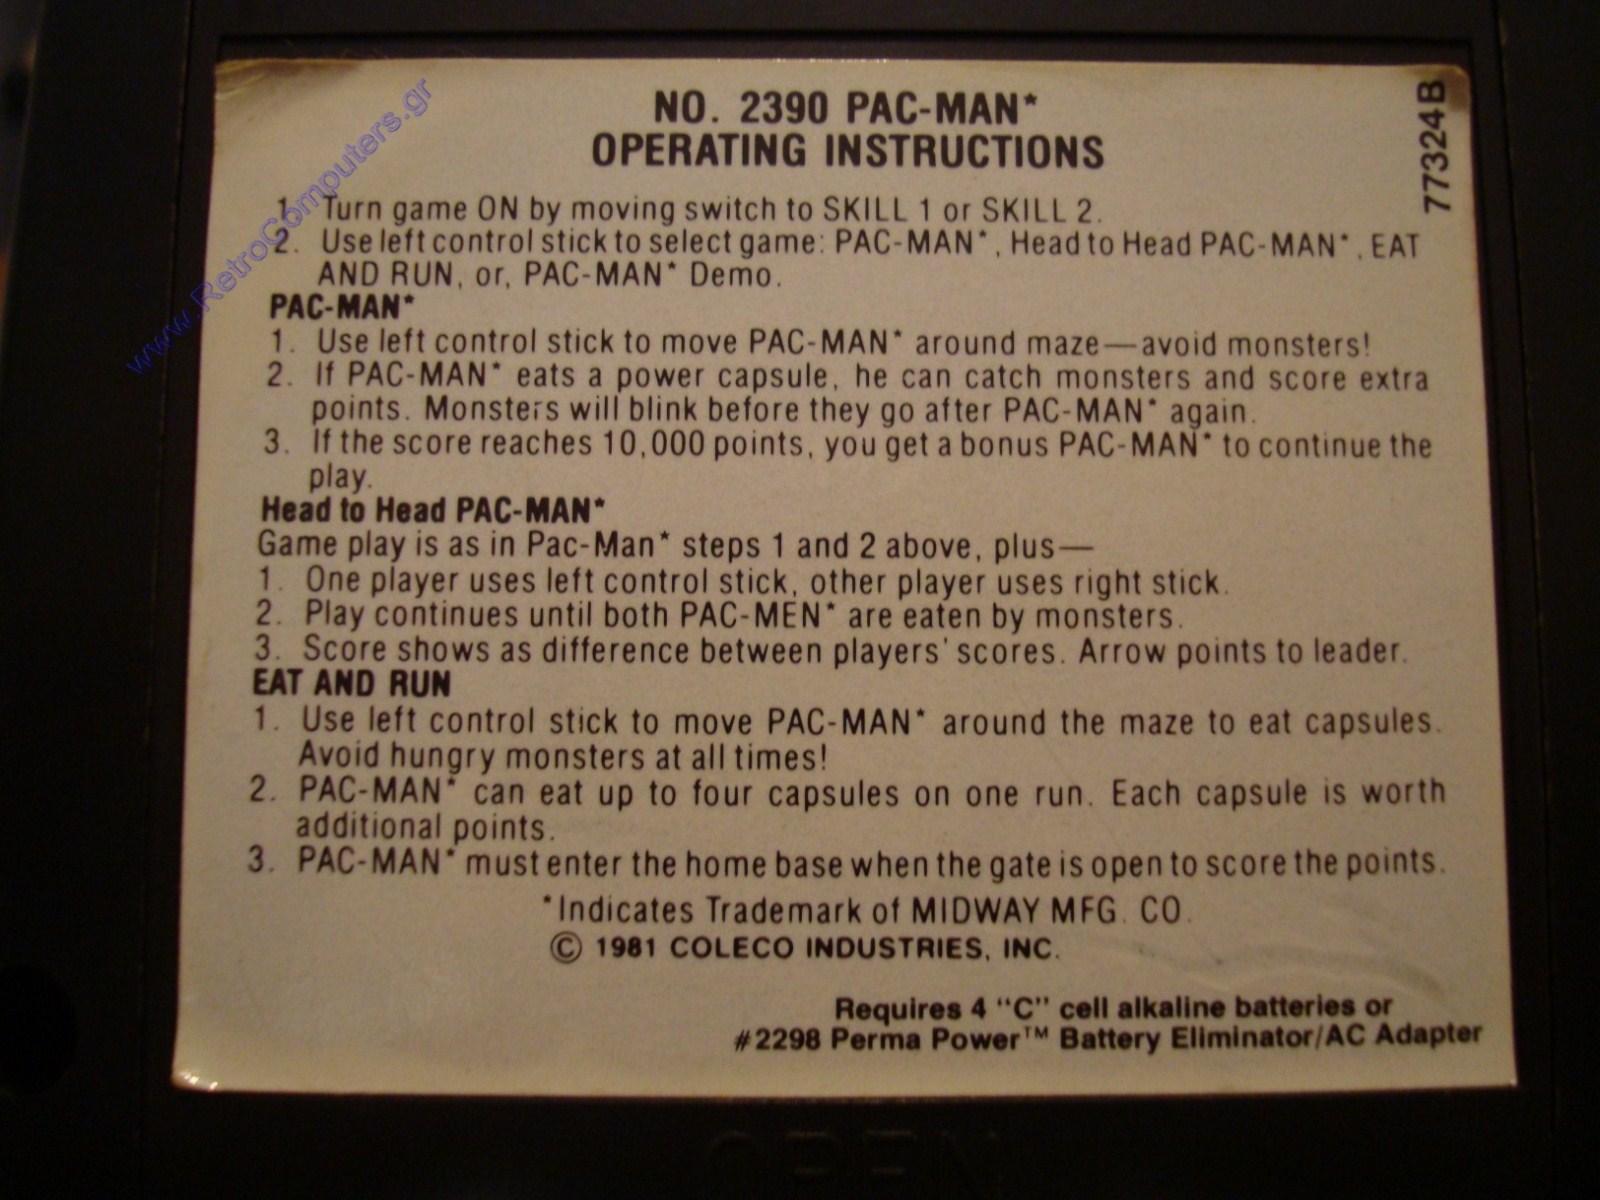 NO. 2390 PAC-MAN*
OPERATING INSTRUCTIONS
77324B
www.RetroComputers.gr
1. Turn game ON by moving switch to SKILL 1 or SKILL 2.
2. Use left control stick to select game: PAC-MAN*, Head to Head PAC-MAN*, EAT
AND RUN, or, PAC-MAN* Demo.
PAC-MAN*
1. Use left control stick to move PAC-MAN* around maze—avoid monsters!
2. If PAC-MAN* eats a power capsule, he can catch monsters and score extra
points. Monsters will blink before they go after PAC-MAN* again.
3. If the score reaches 10,000 points, you get a bonus PAC-MAN* to continue the
play.
Head to Head PAC-MAN*
Game play is as in Pac-Man* steps 1 and 2 above, plus—
1. One player uses left control stick, other player uses right stick.
2. Play continues until both PAC-MEN* are eaten by monsters.
3. Score shows as difference between players' scores. Arrow points to leader.
EAT AND RUN
1. Use left control stick to move PAC-MAN* around the maze to eat capsules.
Avoid hungry monsters at all times!
2. PAC-MAN* can eat up to four capsules on one run. Each capsule is worth
additional points.
3. PAC-MAN* must enter the home base when the gate is open to score the points.
*Indicates Trademark of MIDWAY MFG. CO.
© 1981 COLECO INDUSTRIES, INC.
Requires 4 "C" cell alkaline batteries or
#2298 Perma Power™ Battery Eliminator/AC Adapter
OPEN